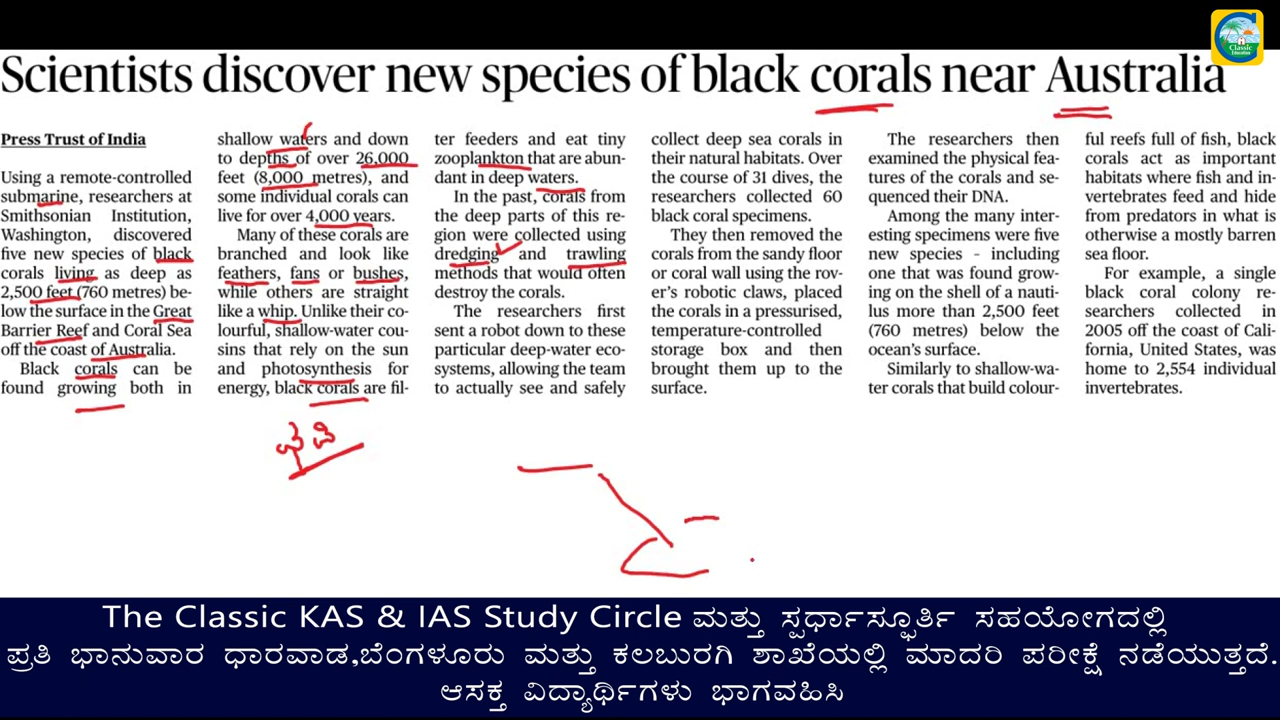 Classic
Education
Scientists discover new species of black corals near Australia
Press Trust of India
Using a remote-controlled
submarine, researchers at
Smithsonian Institution,
Washington, discovered
five new species of black
corals living as deep as
2,500 feet (760 metres) be-
low the surface in the Great
Barrier Reef and Coral Sea
off the coast of Australia.
Black corals can be
found growing both in
shallow waters and down
to depths of over 26,000
feet (8,000 metres), and
some individual corals can
live for over 4,000 years.
Many of these corals are
branched and look like
feathers, fans or bushes,
while others are straight
like a whip. Unlike their co-
lourful, shallow-water cou-
sins that rely on the sun
and photosynthesis for
energy, black corals are fil-
ter feeders and eat tiny
zooplankton that are abun-
dant in deep waters.
In the past, corals from
the deep parts of this re-
gion were collected using
dredging and trawling
methods that would often
destroy the corals.
The researchers first
sent a robot down to these
particular deep-water eco-
systems, allowing the team
to actually see and safely
collect deep sea corals in
their natural habitats. Over
the course of 31 dives, the
researchers collected 60
black coral specimens.
They then removed the
corals from the sandy floor
or coral wall using the rov-
er's robotic claws, placed
the corals in a pressurised,
temperature-controlled
storage box and then
brought them up to the
surface.
The researchers then
examined the physical fea-
tures of the corals and se-
quenced their DNA.
Among the many inter-
esting specimens were five
new species - including
one that was found grow-
ing on the shell of a nauti-
lus more than 2,500 feet
(760 metres) below the
ocean's surface.
Similarly to shallow-wa-
ter corals that build colour-
ful reefs full of fish, black
corals act as important
habitats where fish and in-
vertebrates feed and hide
from predators in what is
otherwise a mostly barren
sea floor.
For example, a single
black coral colony re-
searchers collected in
2005 off the coast of Cali-
fornia, United States, was
home to 2,554 individual
invertebrates.
The Classic KAS & IAS Study Circle ಮತ್ತು ಸ್ಪರ್ಧಾಸ್ಫೂರ್ತಿ ಸಹಯೋಗದಲ್ಲಿ
ಪ್ರತಿ ಭಾನುವಾರ ಧಾರವಾಡ,ಬೆಂಗಳೂರು ಮತ್ತು ಕಲಬುರಗಿ ಶಾಖೆಯಲ್ಲಿ ಮಾದರಿ ಪರೀಕ್ಷೆ ನಡೆಯುತ್ತದೆ.
ಆಸಕ್ತ ವಿದ್ಯಾರ್ಥಿಗಳು ಭಾಗವಹಿಸಿ